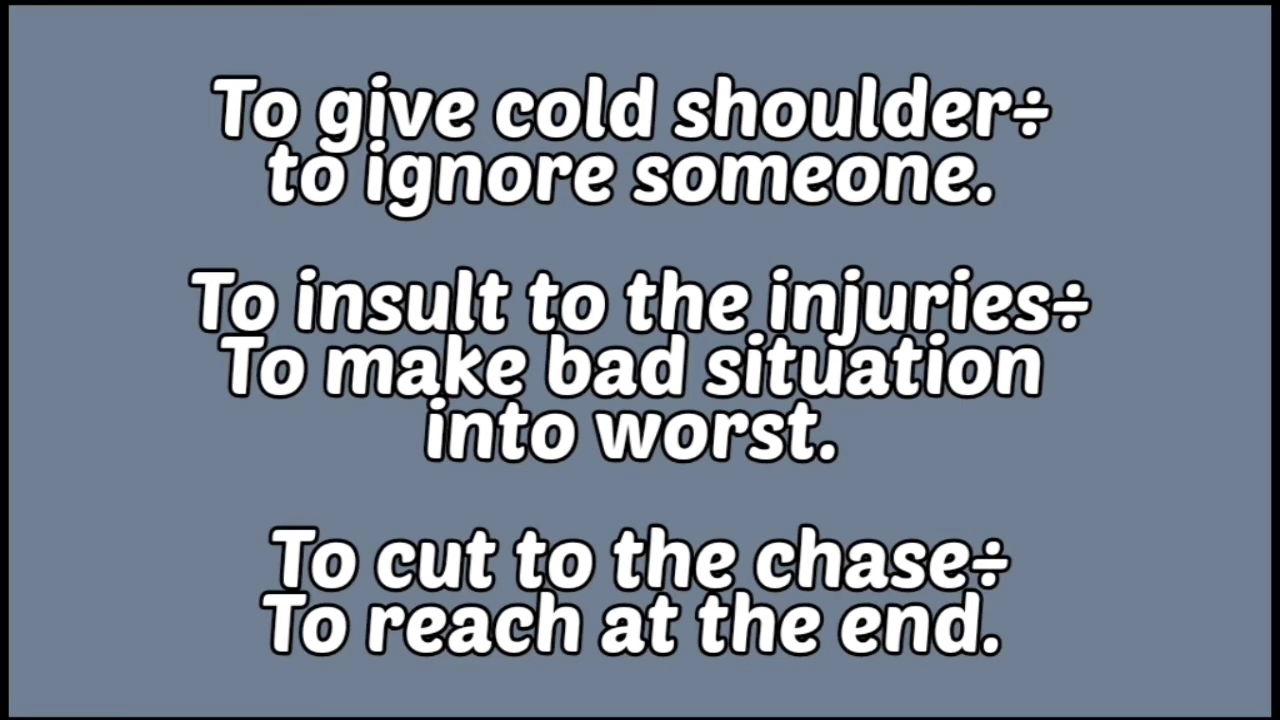 To give cold shoulder÷
to ignore someone.
To insult to the injuries÷
To make bad situation
into worst.
To cut to the chase÷
To reach at the end.